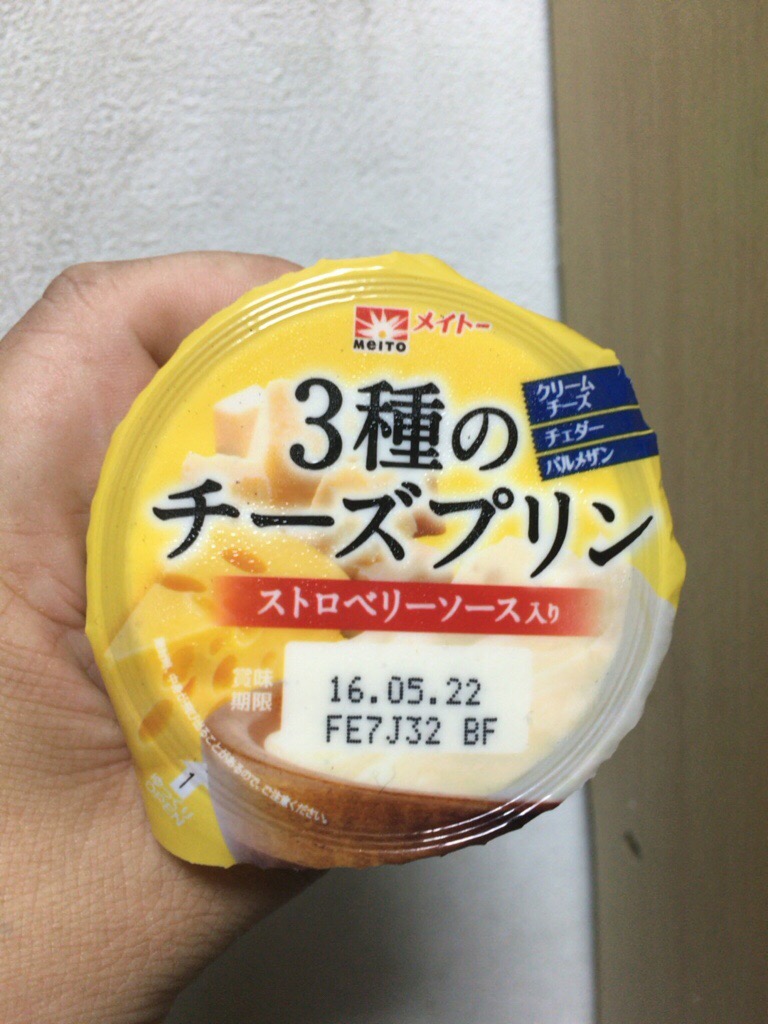 メイトー
MeiTO
3種の
チーズプリン
クリーム
チーズ
チェダー
パルメザン
ストロベリーソース入り
賞味
期限
16.05.22
FE7J32 BF
1
OPEN